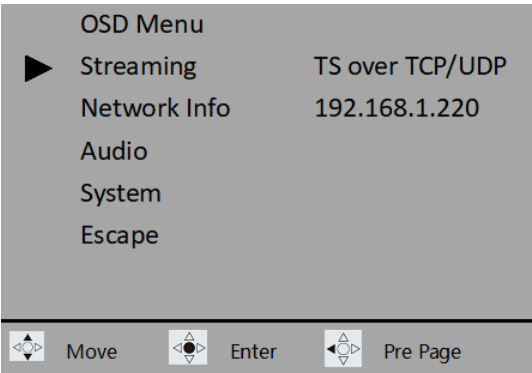 OSD Menu
Streaming TS over TCP/UDP
Network Info 192.168.1.220
Audio
System
Escape
Move Enter Pre Page